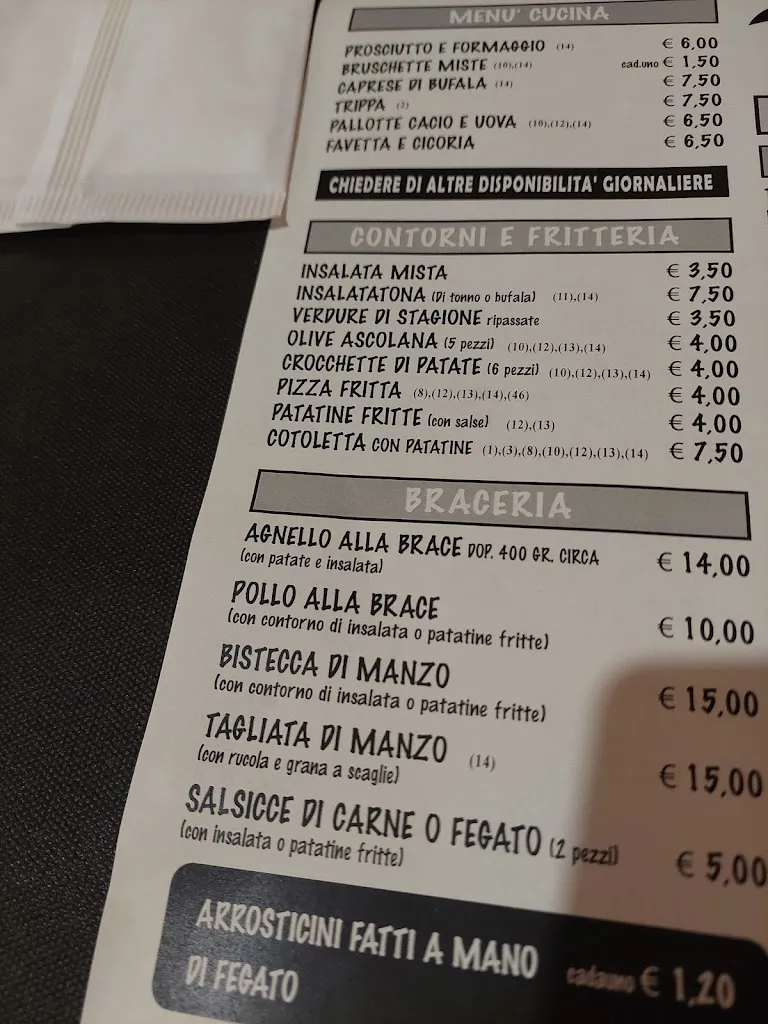 MENU' CUCINA
PROSCIUTTO E FORMAGGIO (14) € 6,00
BRUSCHETTE MISTE (10),(14) cad.uno € 1,50
CAPRESE DI BUFALA (14) € 7,50
TRIPPA (2) € 7,50
PALLOTTE CACIO E UOVA (10),(12),(14) € 6,50
FAVETTA E CICORIA € 6,50
CHIEDERE DI ALTRE DISPONIBILITA' GIORNALIERE
CONTORNI E FRITTERIA
INSALATA MISTA € 3,50
INSALATATONA (Di tonno o bufala) (11),(14) € 7,50
VERDURE DI STAGIONE ripassate € 3,50
OLIVE ASCOLANA (5 pezzi) (10),(12),(13),(14) € 4,00
CROCCHETTE DI PATATE (6 pezzi) (10),(12),(13),(14) € 4,00
PIZZA FRITTA (8),(12),(13),(14),(46) € 4,00
PATATINE FRITTE (con salse) (12),(13) € 4,00
COTOLETTA CON PATATINE (1),(3),(8),(10),(12),(13),(14) € 7,50
BRACERIA
AGNELLO ALLA BRACE DOP. 400 GR. CIRCA € 14,00
(con patate e insalata)
POLLO ALLA BRACE € 10,00
(con contorno di insalata o patatine fritte)
BISTECCA DI MANZO € 15,00
(con contorno di insalata o patatine fritte)
TAGLIATA DI MANZO (14) € 15,00
(con rucola e grana a scaglie)
SALSICCE DI CARNE O FEGATO (2 pezzi) € 5,00
(con insalata o patatine fritte)
ARROSTICINI FATTI A MANO cadauno € 1,20
DI FEGATO